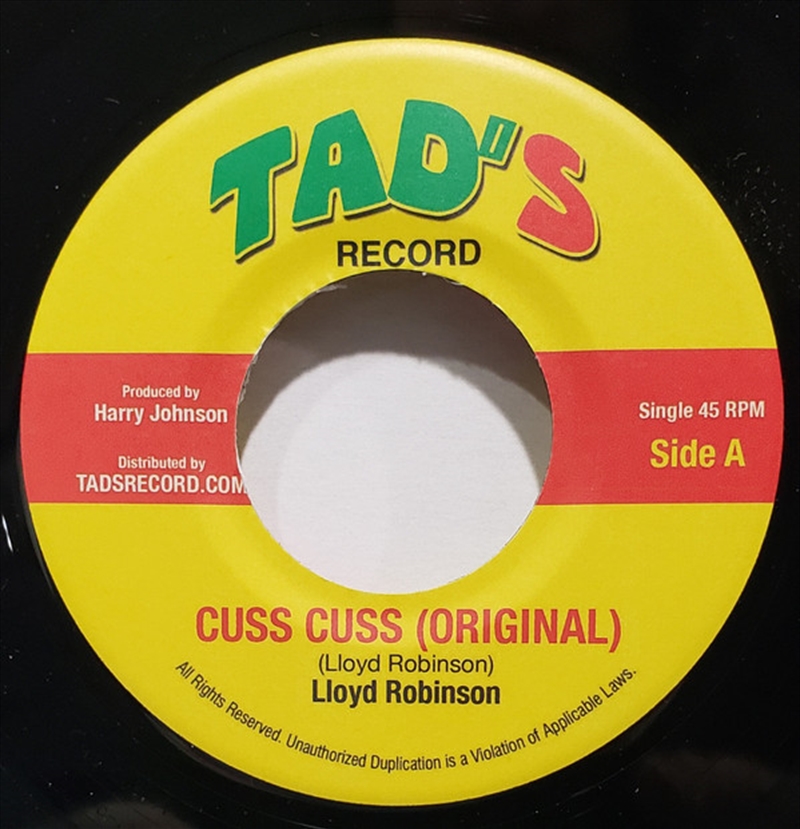 TAD"S
RECORD
Produced by
Harry Johnson
Distributed by
TADSRECORD.COM
Single 45 RPM
Side A
CUSS CUSS (ORIGINAL)
(Lloyd Robinson)
Lloyd Robinson
All Rights Reserved. Unauthorized Duplication is a Violation of Applicable Laws.